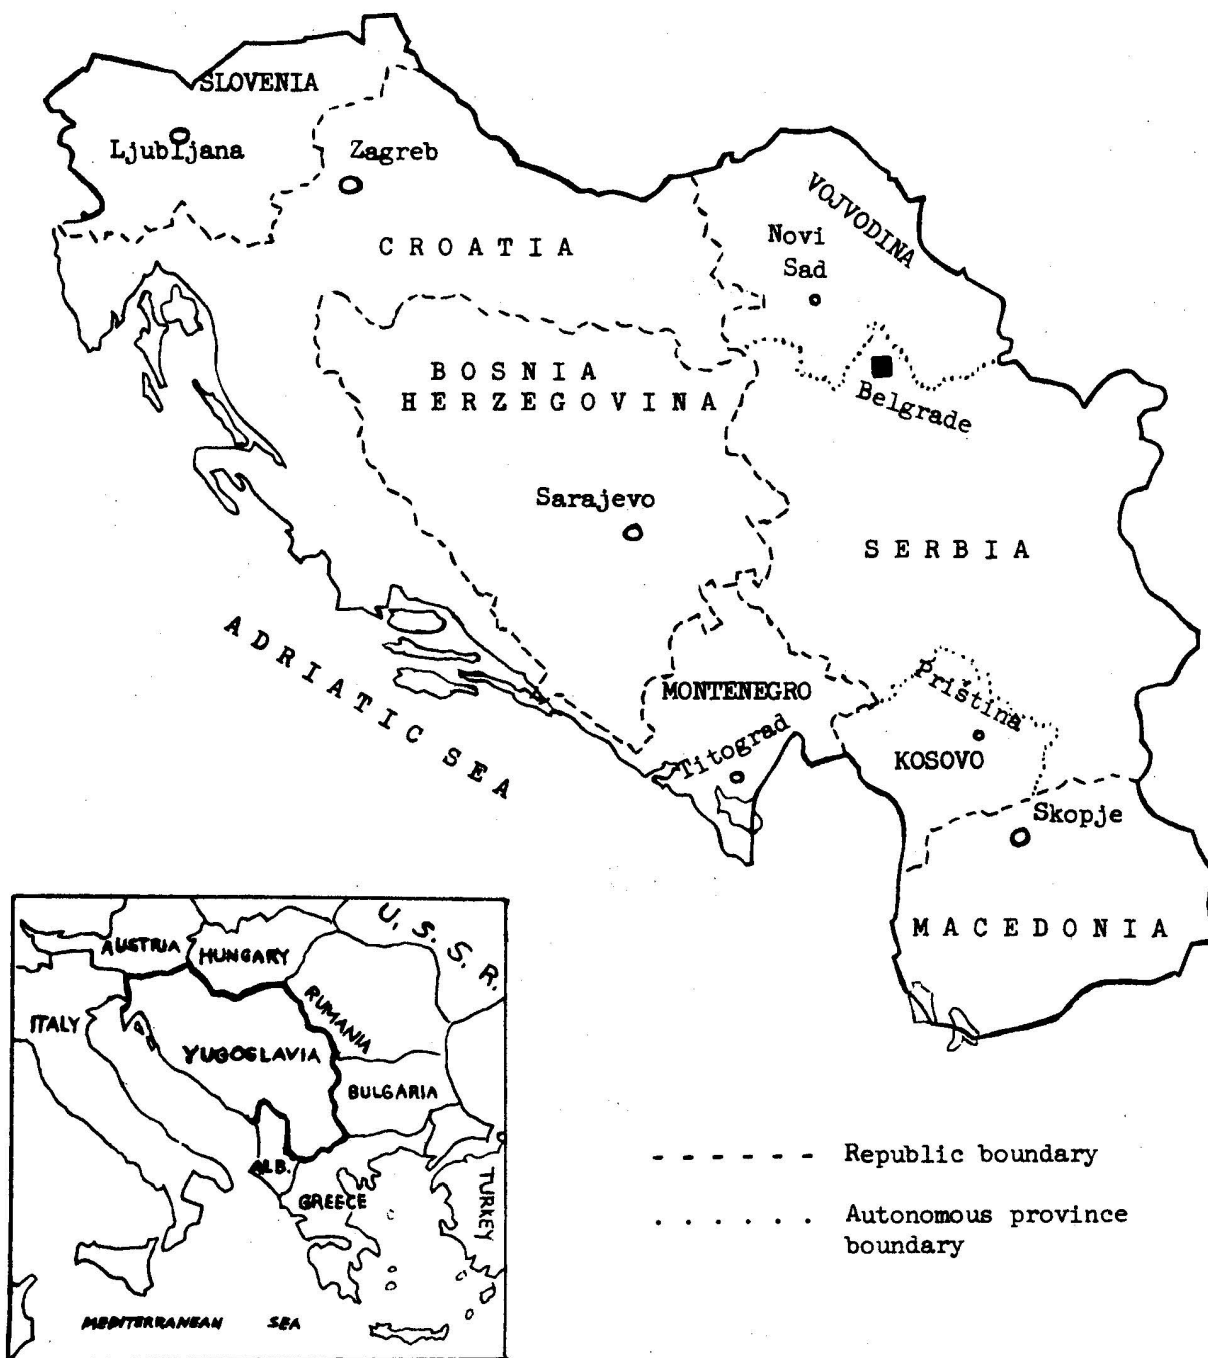 SLOVENIA
Ljubljana
Zagreb
CROATIA
VOJVODINA
Novi
Sad
BOSNIA
HERZEGOVINA
Belgrade
Sarajevo
SERBIA
ADRIATIC SEA
MONTENEGRO
Titograd
Priština
KOSOVO
Skopje
MACEDONIA
AUSTRIA
HUNGARY
U.S.S.R.
ITALY
RUMANIA
YUGOSLAVIA
BULGARIA
ALB.
GREECE
TURKEY
MEDITERRANEAN SEA
Republic boundary
Autonomous province
boundary